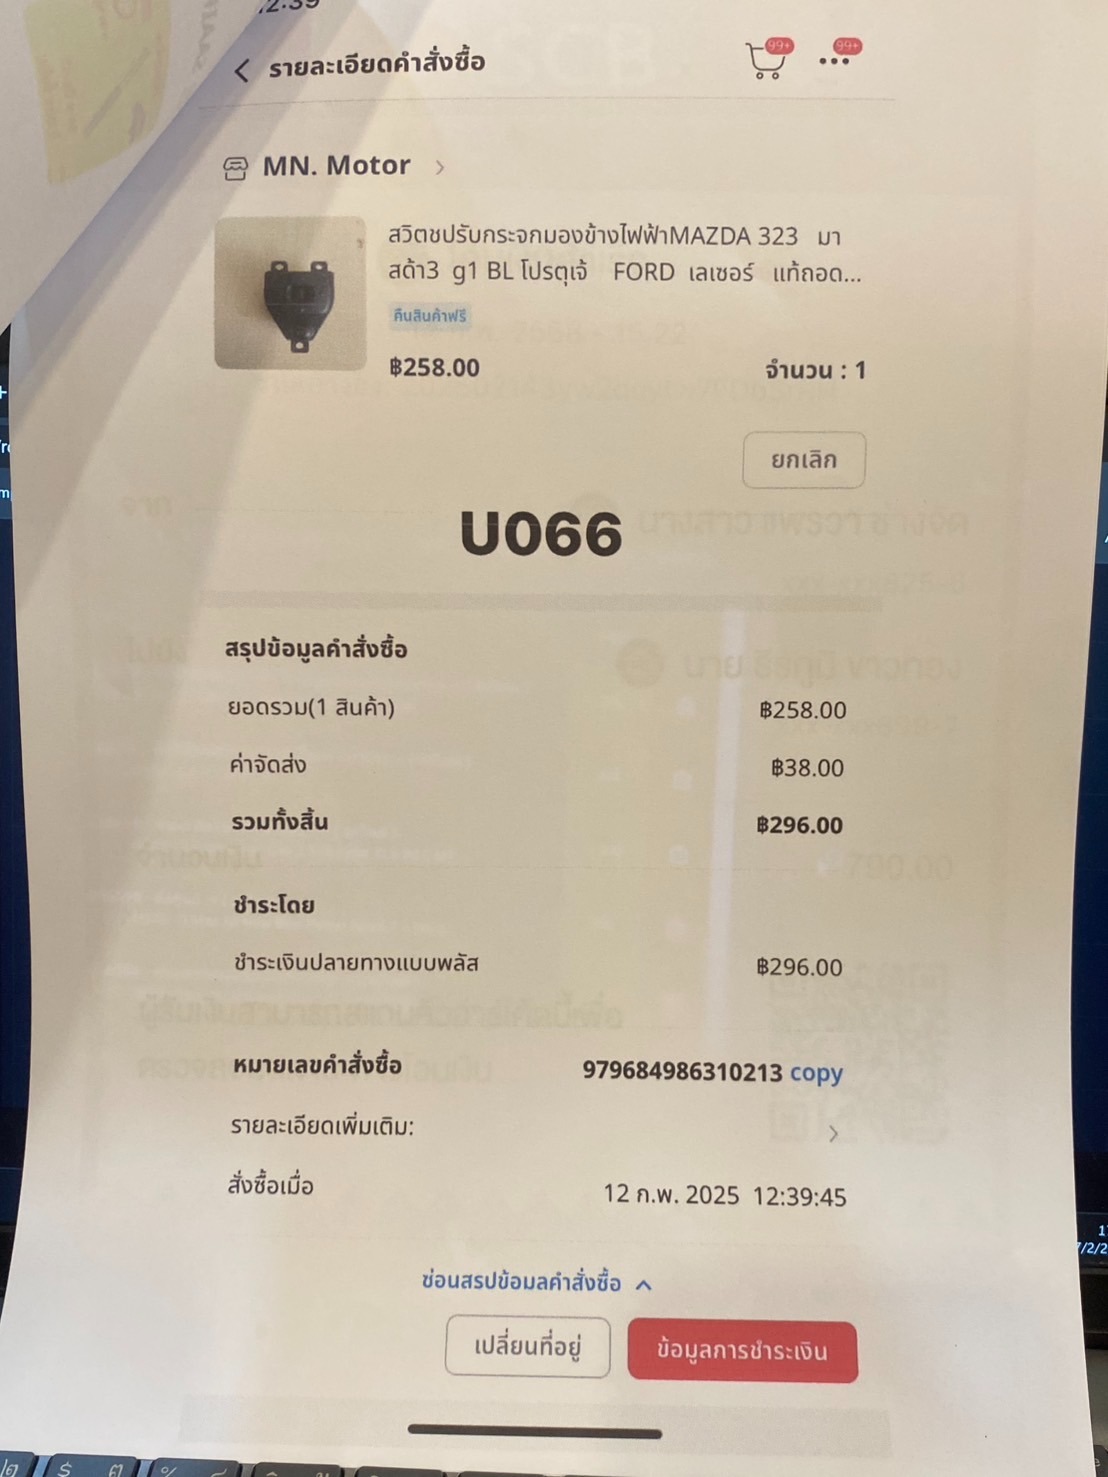 รายละเอียดคำสั่งซื้อ
99+
99+
MN. Motor
สวิตชปรับกระจกมองข้างไฟฟ้าMAZDA 323 มา
สด้า3 g1 BL โปรตุเจ้ FORD เลเซอร์ แท้ถอด...
คืนสินค้าฟรี
฿258.00 จำนวน : 1
ยกเลิก
U066
สรุปข้อมูลคำสั่งซื้อ
ยอดรวม(1 สินค้า) ฿258.00
ค่าจัดส่ง ฿38.00
รวมทั้งสิ้น ฿296.00
ชำระโดย
ชำระเงินปลายทางแบบพลัส ฿296.00
หมายเลขคำสั่งซื้อ 979684986310213 copy
รายละเอียดเพิ่มเติม:
สั่งซื้อเมื่อ 12 ก.พ. 2025 12:39:45
ซ่อนสรุปข้อมูลคำสั่งซื้อ
เปลี่ยนที่อยู่ ข้อมูลการชำระเงิน